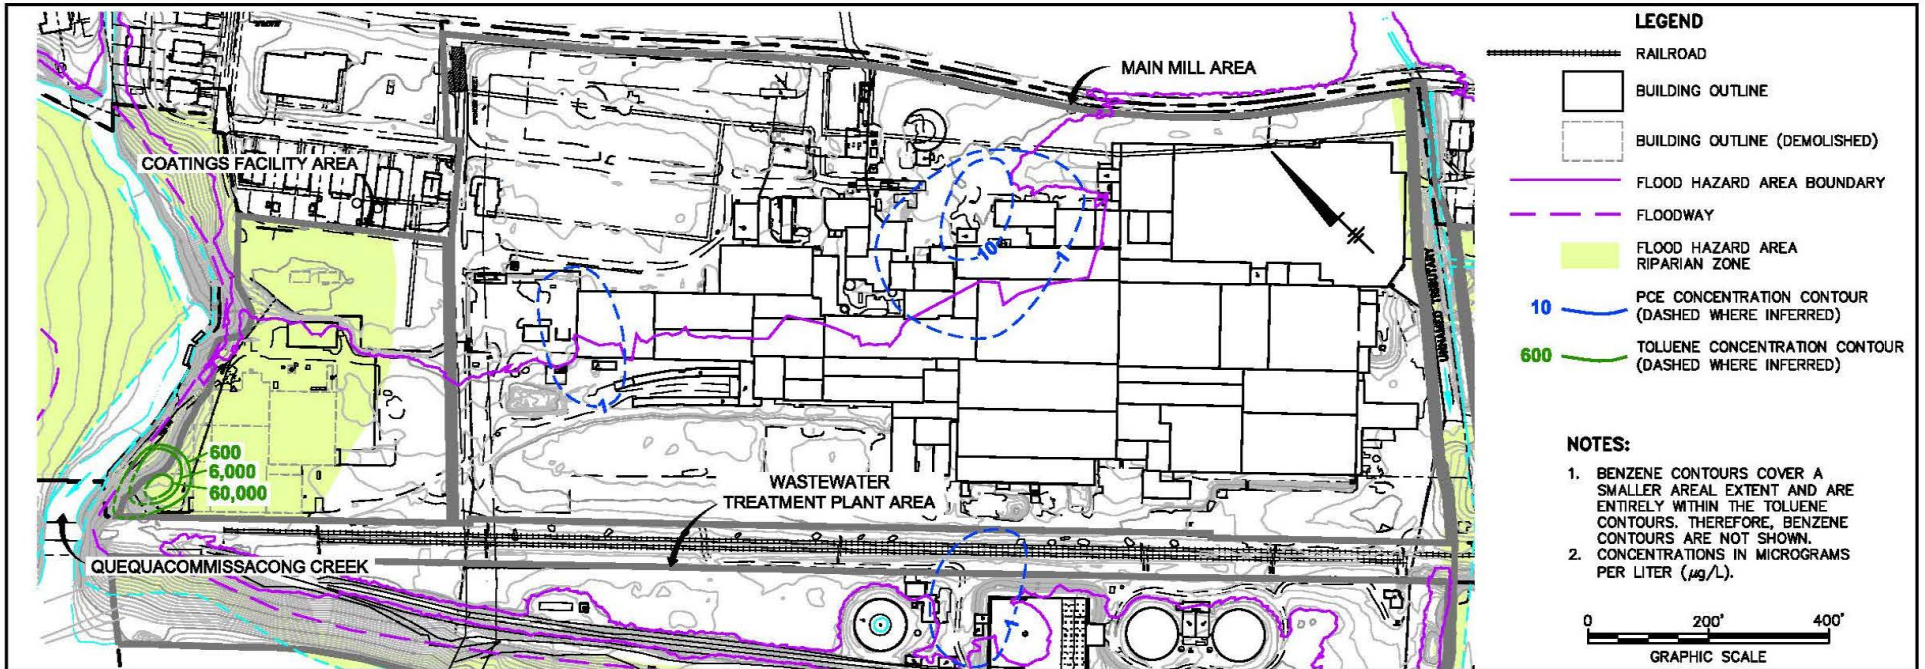 MAIN MILL AREA
COATINGS FACILITY AREA
10
1
1
UNNAMED TRIBUTARY
600
6,000
60,000
WASTEWATER
TREATMENT PLANT AREA
QUEQUACOMMISSACONG CREEK
1
LEGEND
RAILROAD
BUILDING OUTLINE
BUILDING OUTLINE (DEMOLISHED)
FLOOD HAZARD AREA BOUNDARY
FLOODWAY
FLOOD HAZARD AREA
RIPARIAN ZONE
10 PCE CONCENTRATION CONTOUR
(DASHED WHERE INFERRED)
600 TOLUENE CONCENTRATION CONTOUR
(DASHED WHERE INFERRED)
NOTES:
1. BENZENE CONTOURS COVER A
SMALLER AREAL EXTENT AND ARE
ENTIRELY WITHIN THE TOLUENE
CONTOURS. THEREFORE, BENZENE
CONTOURS ARE NOT SHOWN.
2. CONCENTRATIONS IN MICROGRAMS
PER LITER (µg/L).
0 200' 400'
GRAPHIC SCALE